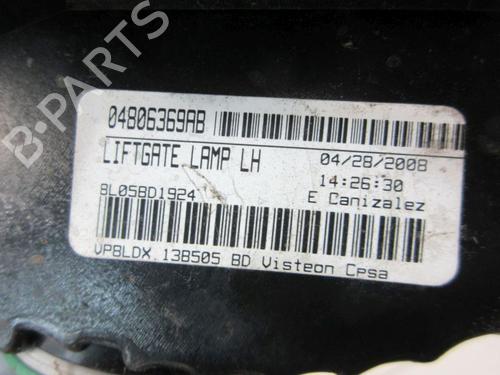 B-PARTS
04806369AB
LIFTGATE LAMP LH 04/28/2008
14:26:30
8L05BD1924 E Canizalez
VP8LDX 13B505 BD Visteon Cpsa